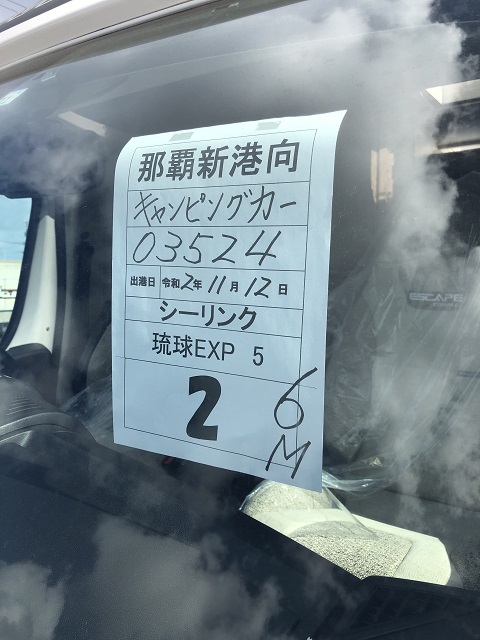 那覇新港向
キャンピングカー
03524
出港日 令和2年11月12日
シーリンク
琉球EXP 5
2
6
M
ESCAPE